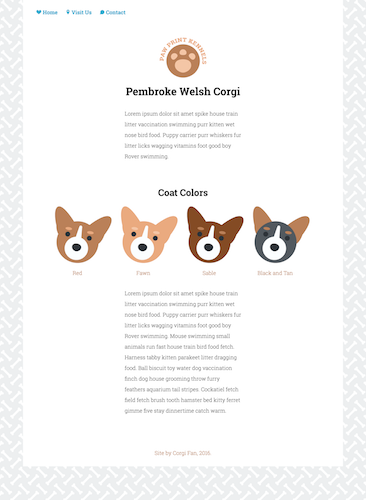 Home Visit Us Contact
PAW PRINT KENNELS
Pembroke Welsh Corgi
Lorem ipsum dolor sit amet spike house train
litter vaccination swimming purr kitten wet
nose bird food. Puppy carrier purr whiskers fur
litter licks wagging vitamins foot good boy
Rover swimming.
Coat Colors
Red Fawn Sable Black and Tan
Lorem ipsum dolor sit amet spike house train
litter vaccination swimming purr kitten wet
nose bird food. Puppy carrier purr whiskers fur
litter licks wagging vitamins foot good boy
Rover swimming. Mouse swimming small
animals run fast house train bird food fetch.
Harness tabby kitten parakeet litter dragging
food. Ball biscuit toy water dog vaccination
finch dog house grooming throw furry
feathers aquarium tail stripes. Cockatiel fetch
field fetch brush tooth hamster bed kitty ferret
gimme five stay dinnertime catch warm.
Site by Corgi Fan, 2016.